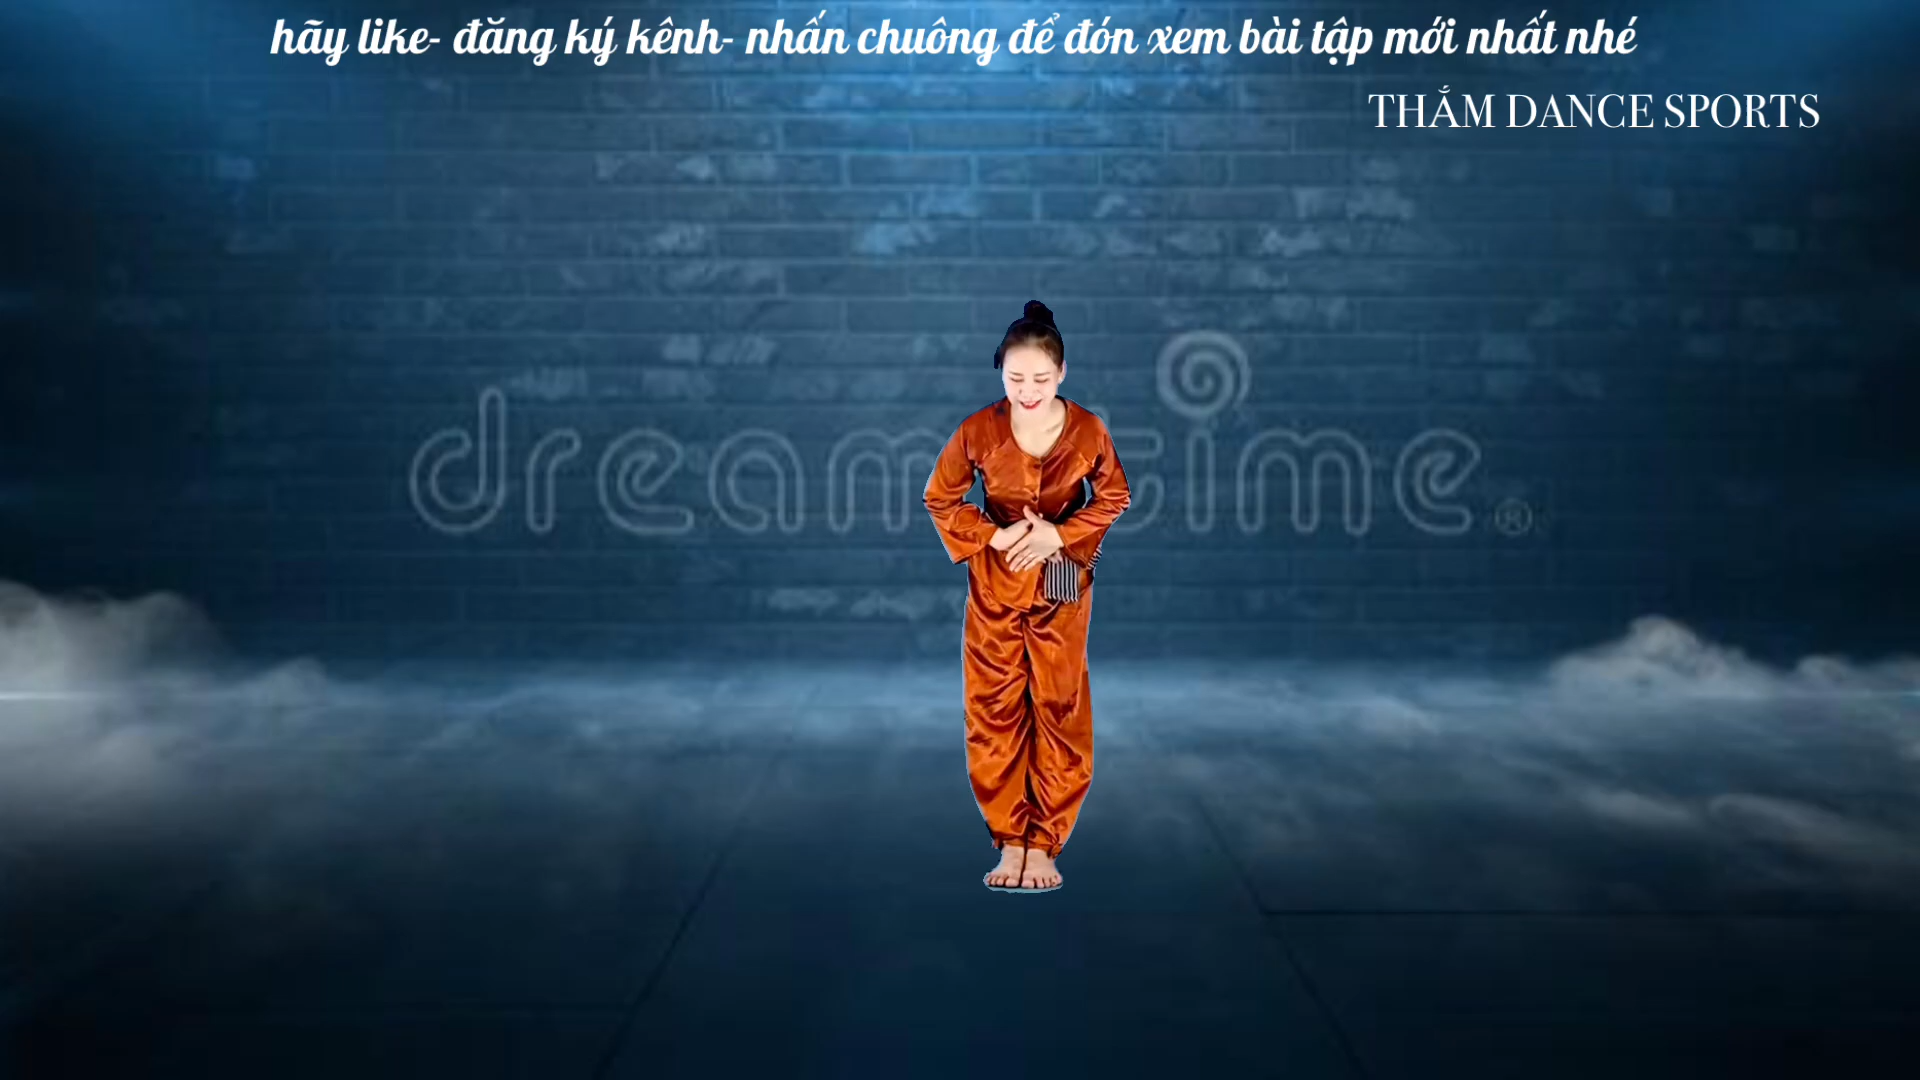 hãy like- đăng ký kênh- nhấn chuông để đón xem bài tập mới nhất nhé
THẮM DANCE SPORTS
dreamstime®